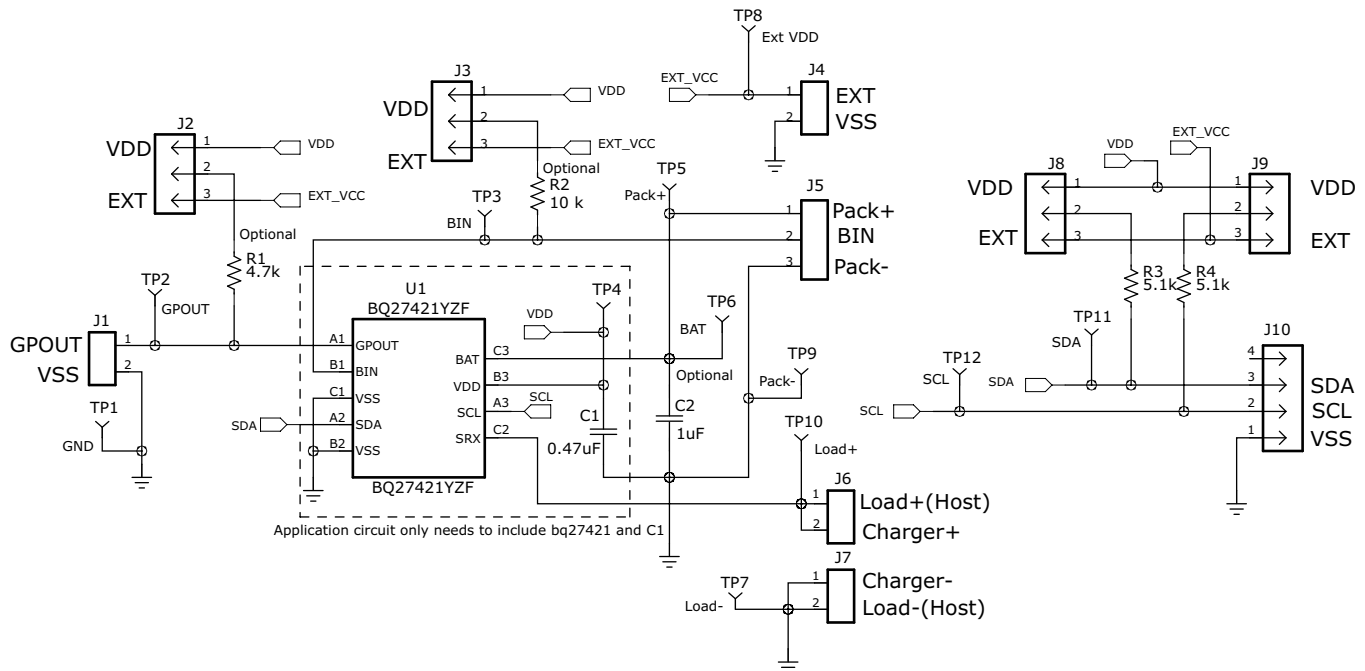 TP8
Ext VDD
J3
J4
EXT_VCC
1
EXT
2
VSS
1
VDD
VDD
2
3
EXT_VCC
EXT
J2
VDD
1
VDD
2
EXT
3
EXT_VCC
Optional
R1
4.7k
Optional
R2
10 k
TP3
BIN
TP5
Pack+
J5
1
Pack+
2
BIN
3
Pack-
EXT_VCC
VDD
J8
J9
VDD
1
1
VDD
2
2
EXT
3
3
EXT
R3
5.1k
R4
5.1k
TP2
GPOUT
J1
GPOUT
1
VSS
2
TP1
GND
U1
BQ27421YZF
A1
GPOUT
B1
BIN
C1
VSS
SDA
A2
SDA
B2
VSS
C3
BAT
B3
VDD
A3
SCL
SCL
C2
SRX
BQ27421YZF
TP4
VDD
C1
0.47uF
TP6
BAT
Optional
C2
1uF
TP9
Pack-
TP10
Load+
J6
1
Load+(Host)
2
Charger+
Application circuit only needs to include bq27421 and C1
J7
1
Charger-
2
Load-(Host)
TP7
Load-
TP11
SDA
TP12
SCL
SDA
SCL
J10
4
3
SDA
2
SCL
1
VSS